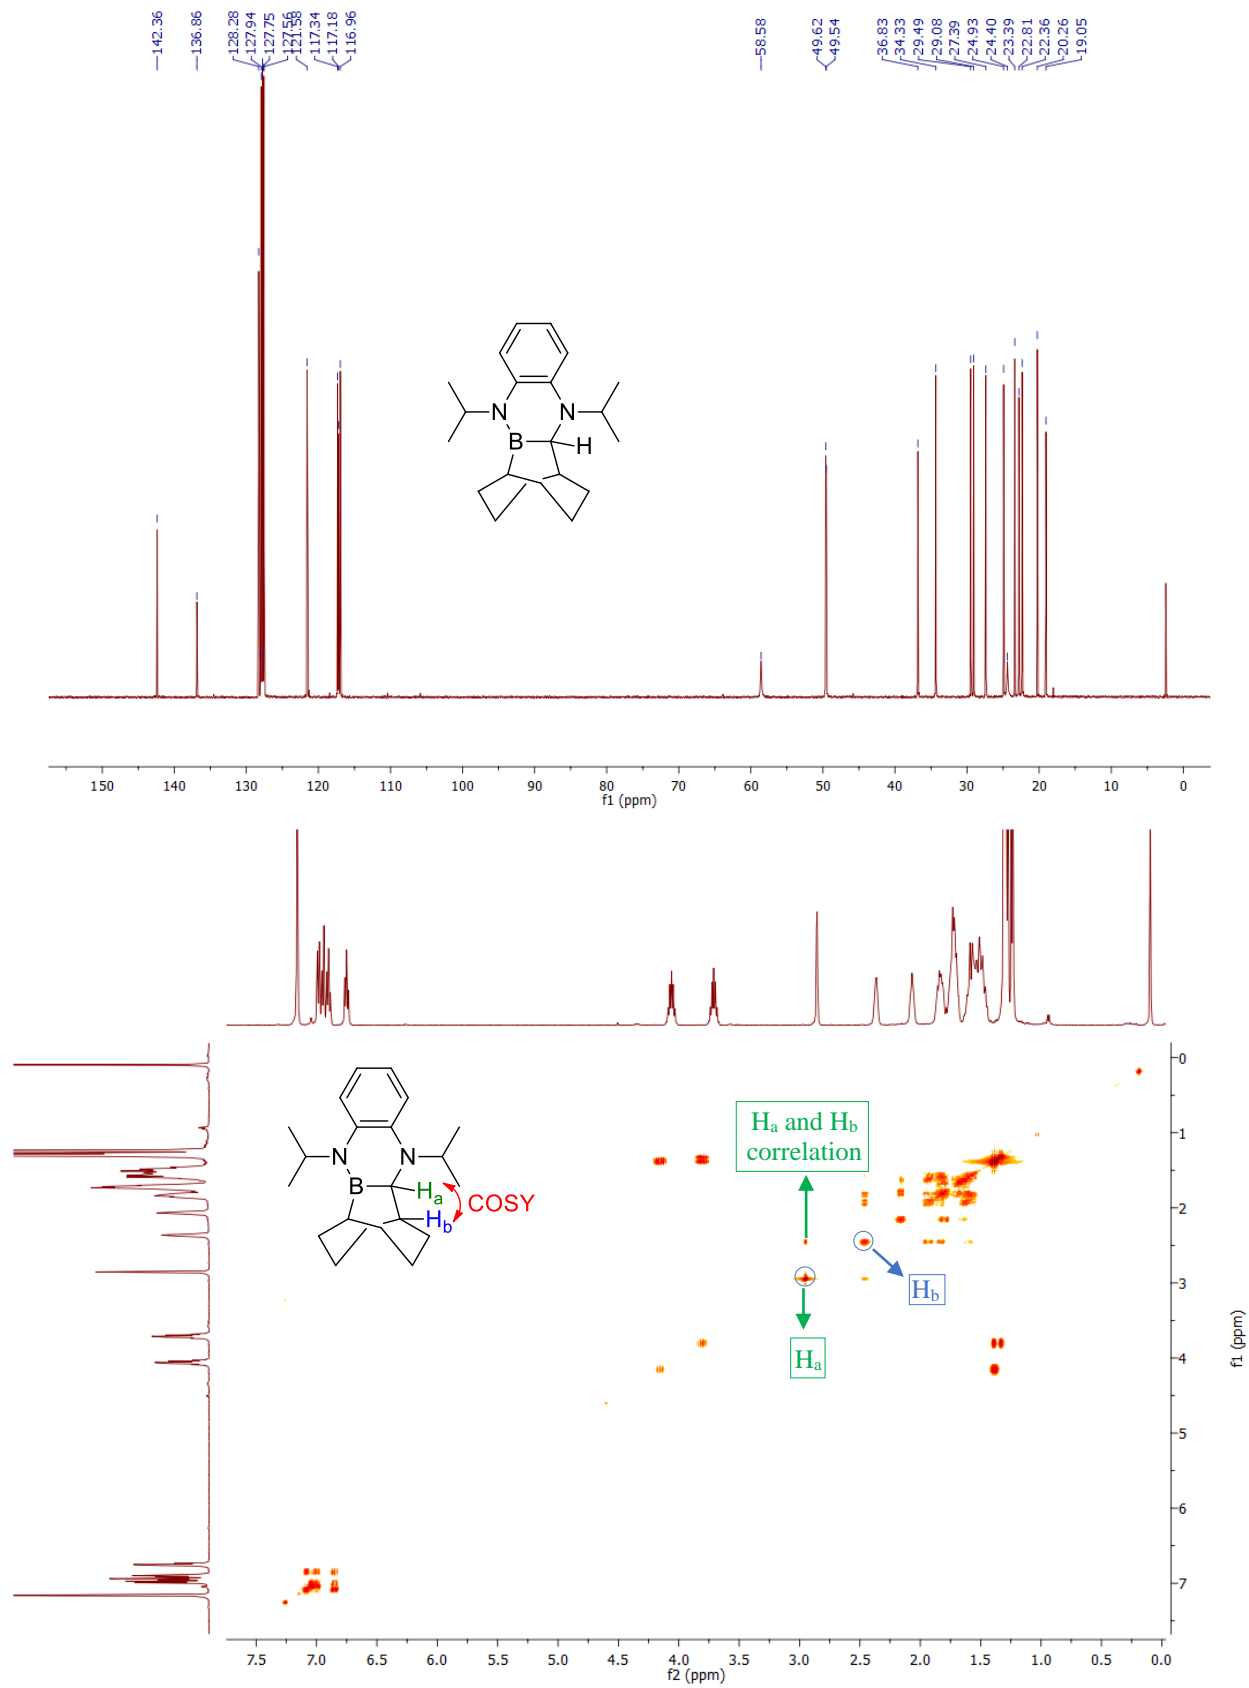 142.36 136.86 128.28 127.94 127.75 127.56 121.58 117.34 117.18 116.96 58.58 49.62 49.54 36.83 34.33 29.49 29.08 27.39 24.93 24.40 23.39 22.81 22.36 20.26 19.05
N N
B H
150 140 130 120 110 100 90 80 70 60 50 40 30 20 10 0
f1 (ppm)
Ha and Hb
correlation
N N
B Ha COSY
Hb
Hb
Ha
0
1
2
3
4
5
6
7
f1 (ppm)
7.5 7.0 6.5 6.0 5.5 5.0 4.5 4.0 3.5 3.0 2.5 2.0 1.5 1.0 0.5 0.0
f2 (ppm)